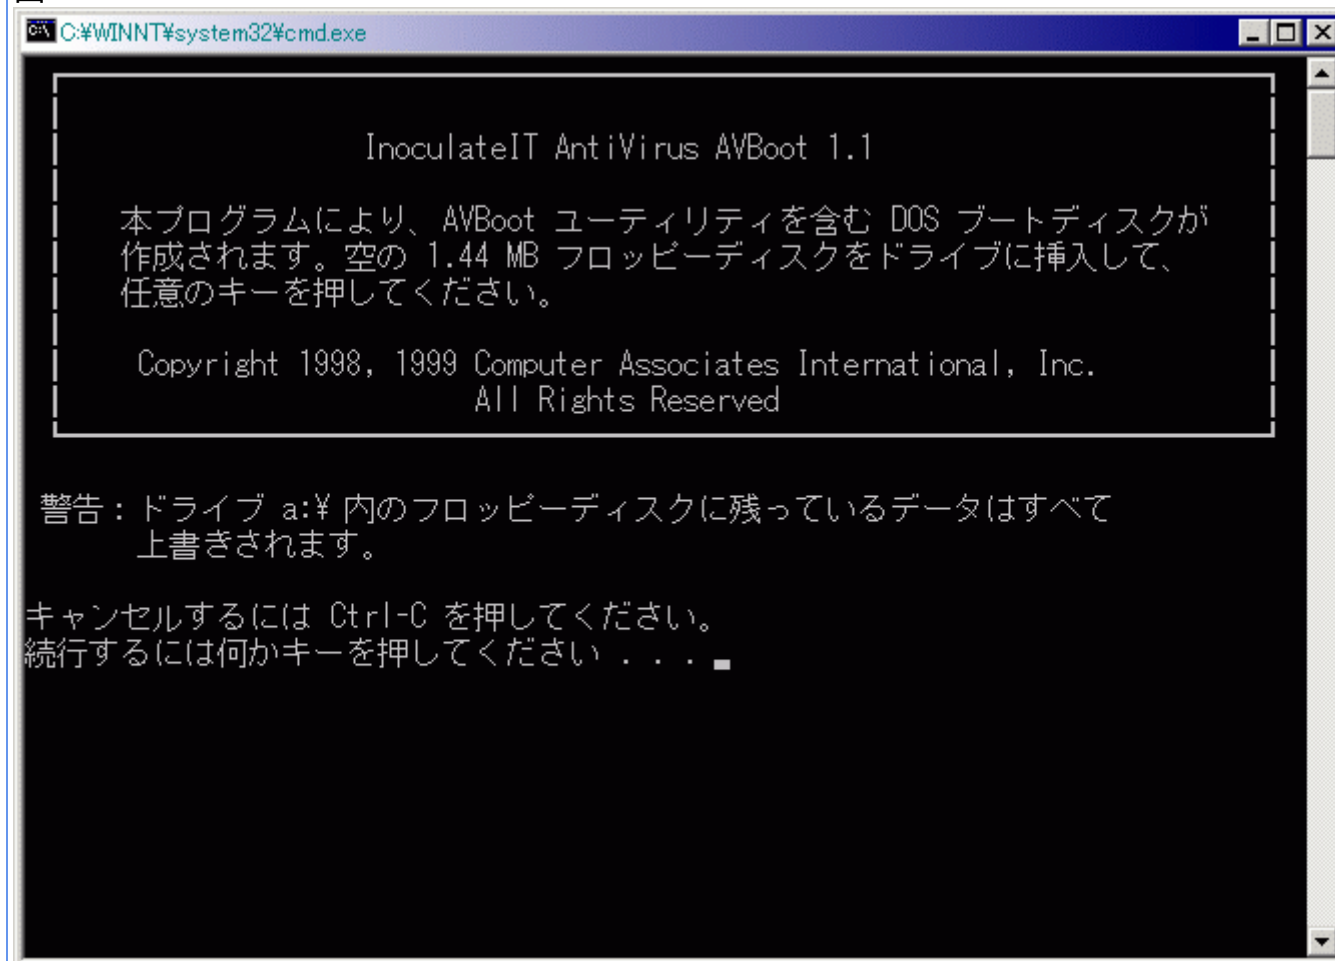 C:¥WINNT¥system32¥cmd.exe
InoculateIT AntiVirus AVBoot 1.1
本プログラムにより、AVBoot ユーティリティを含む DOS ブートディスクが
作成されます。空の 1.44 MB フロッピーディスクをドライブに挿入して、
任意のキーを押してください。
Copyright 1998, 1999 Computer Associates International, Inc.
All Rights Reserved
警告：ドライブ a:¥ 内のフロッピーディスクに残っているデータはすべて
上書きされます。
キャンセルするには Ctrl-C を押してください。
続行するには何かキーを押してください . . .